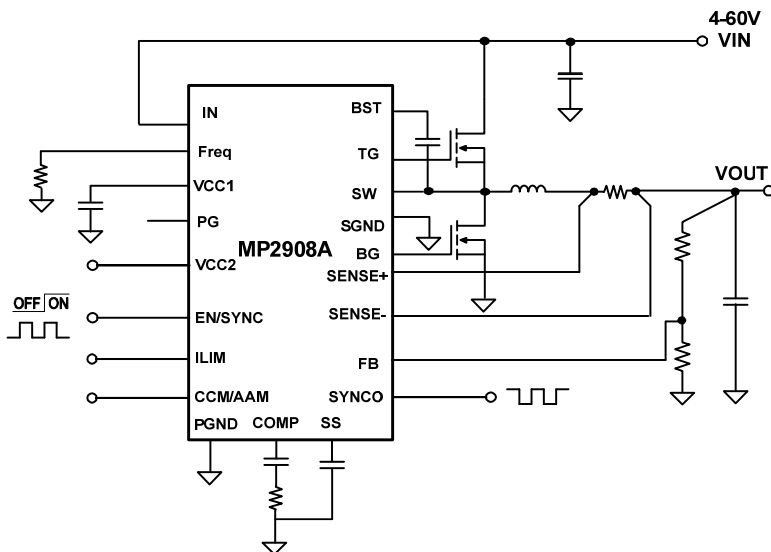 4-60V
VIN
IN
BST
Freq
TG
VCC1
SW
VOUT
PG
SGND
MP2908A
BG
VCC2
SENSE+
OFF ON
EN/SYNC
SENSE-
ILIM
FB
CCM/AAM
SYNCO
PGND
COMP
SS